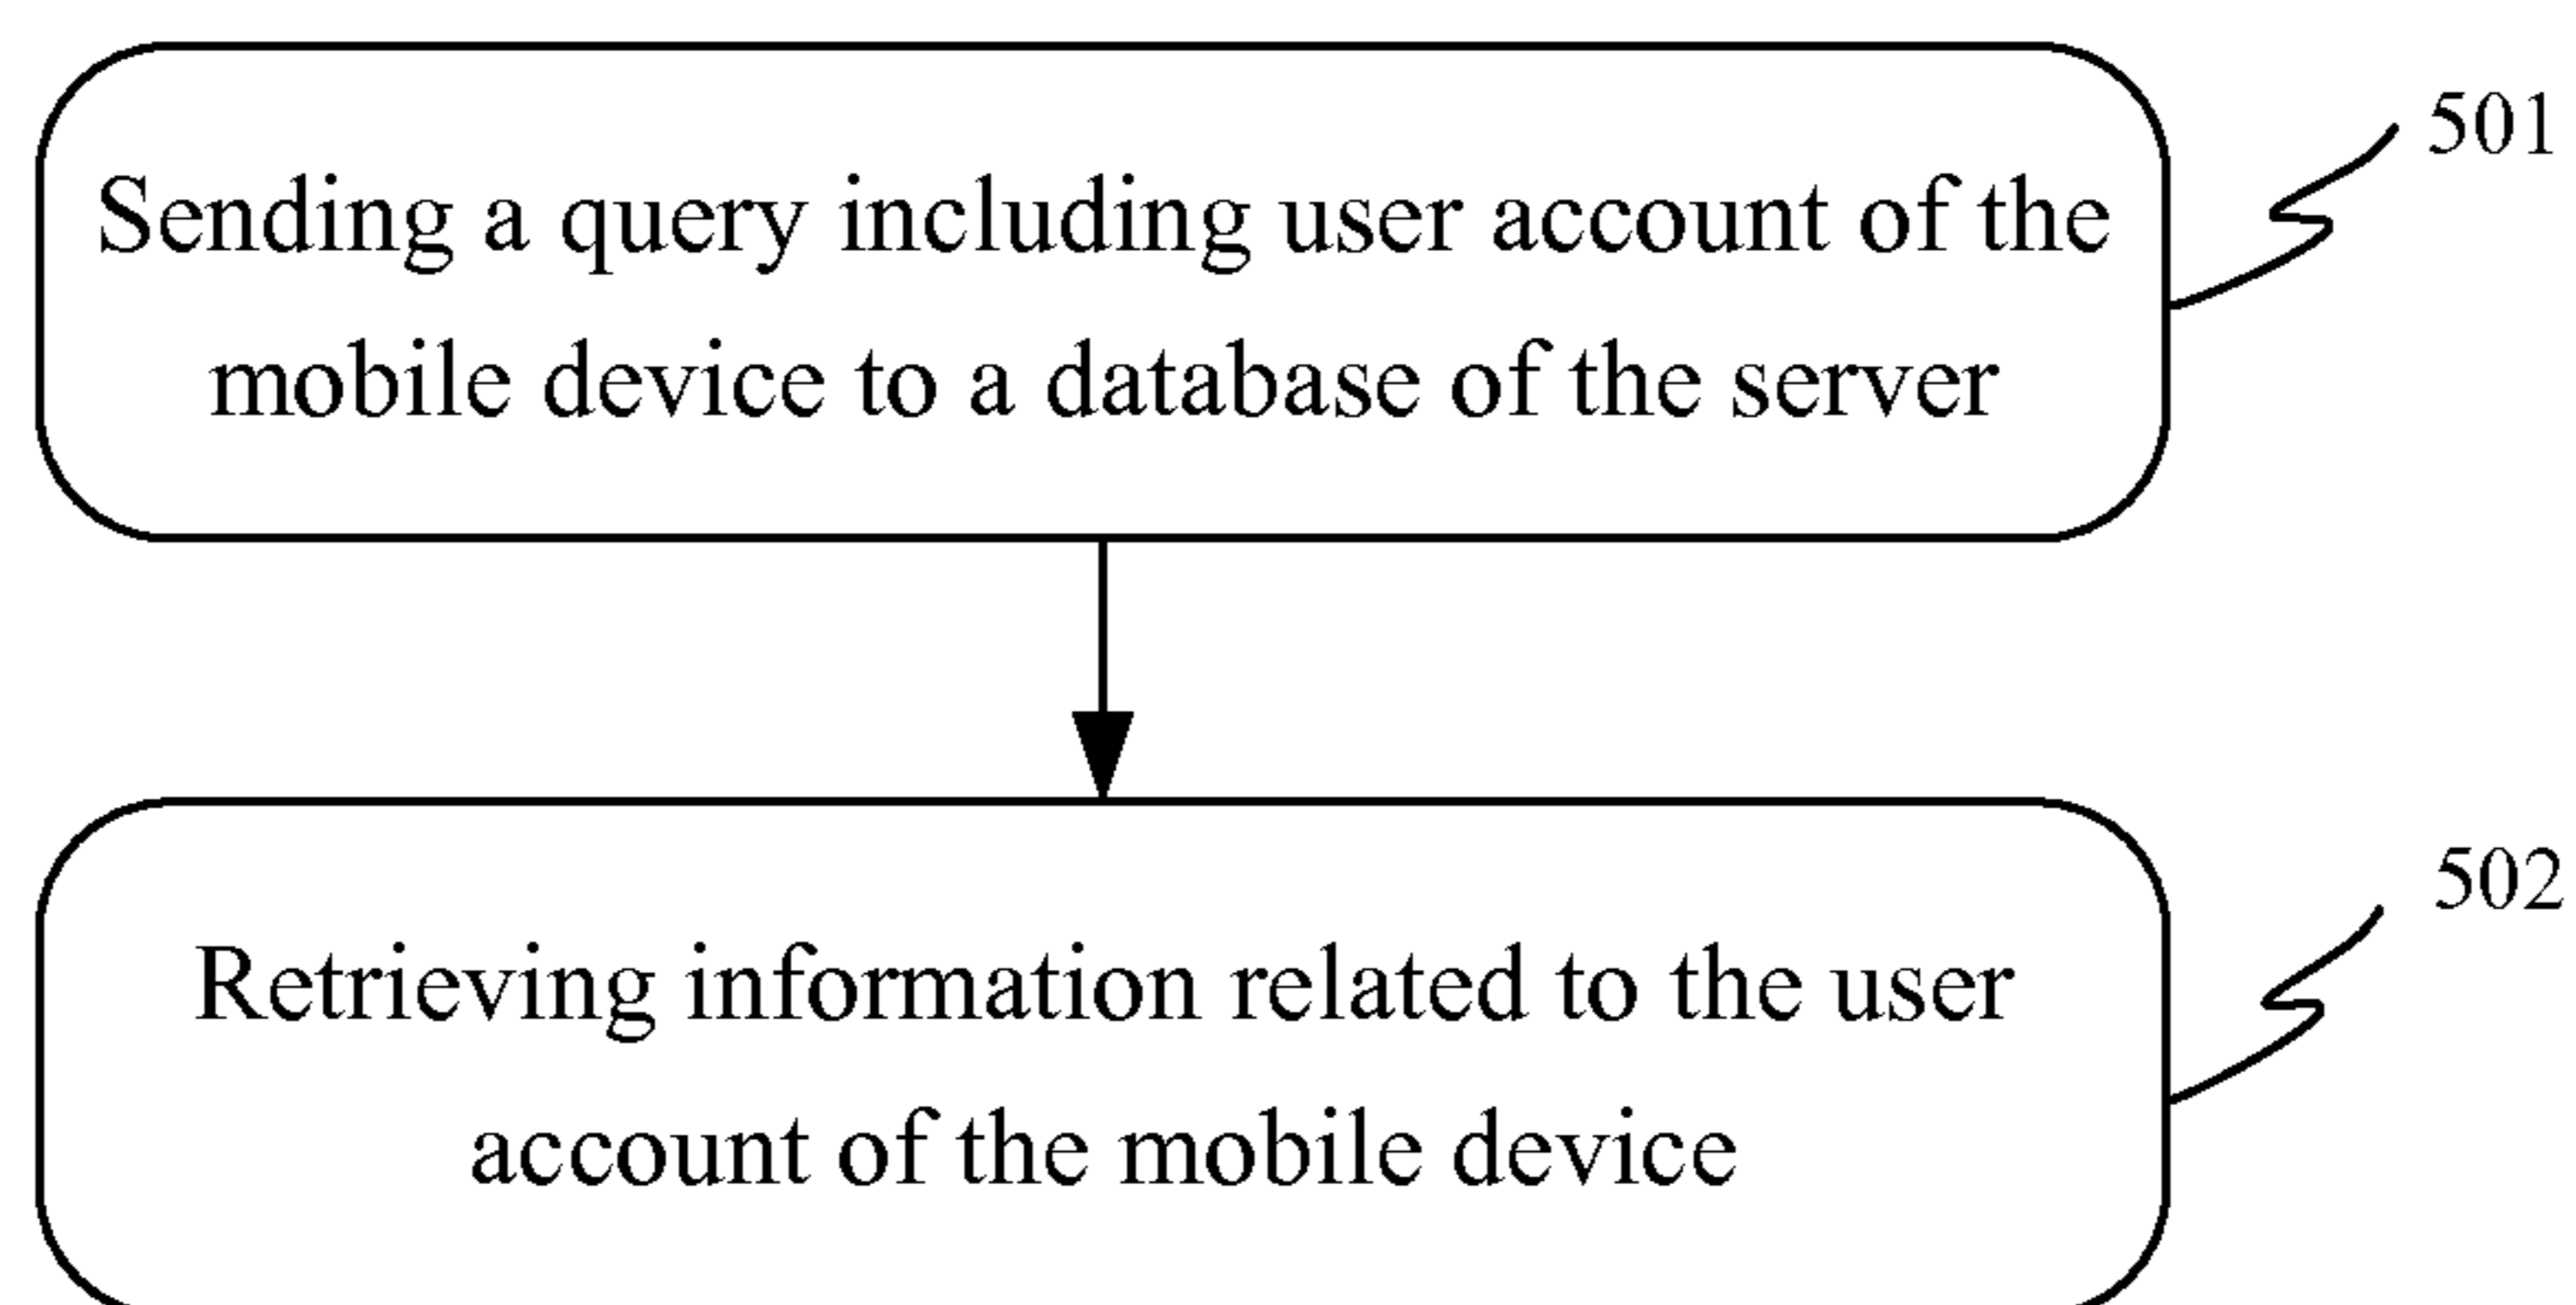 501
Sending a query including user account of the
mobile device to a database of the server
502
Retrieving information related to the user
account of the mobile device